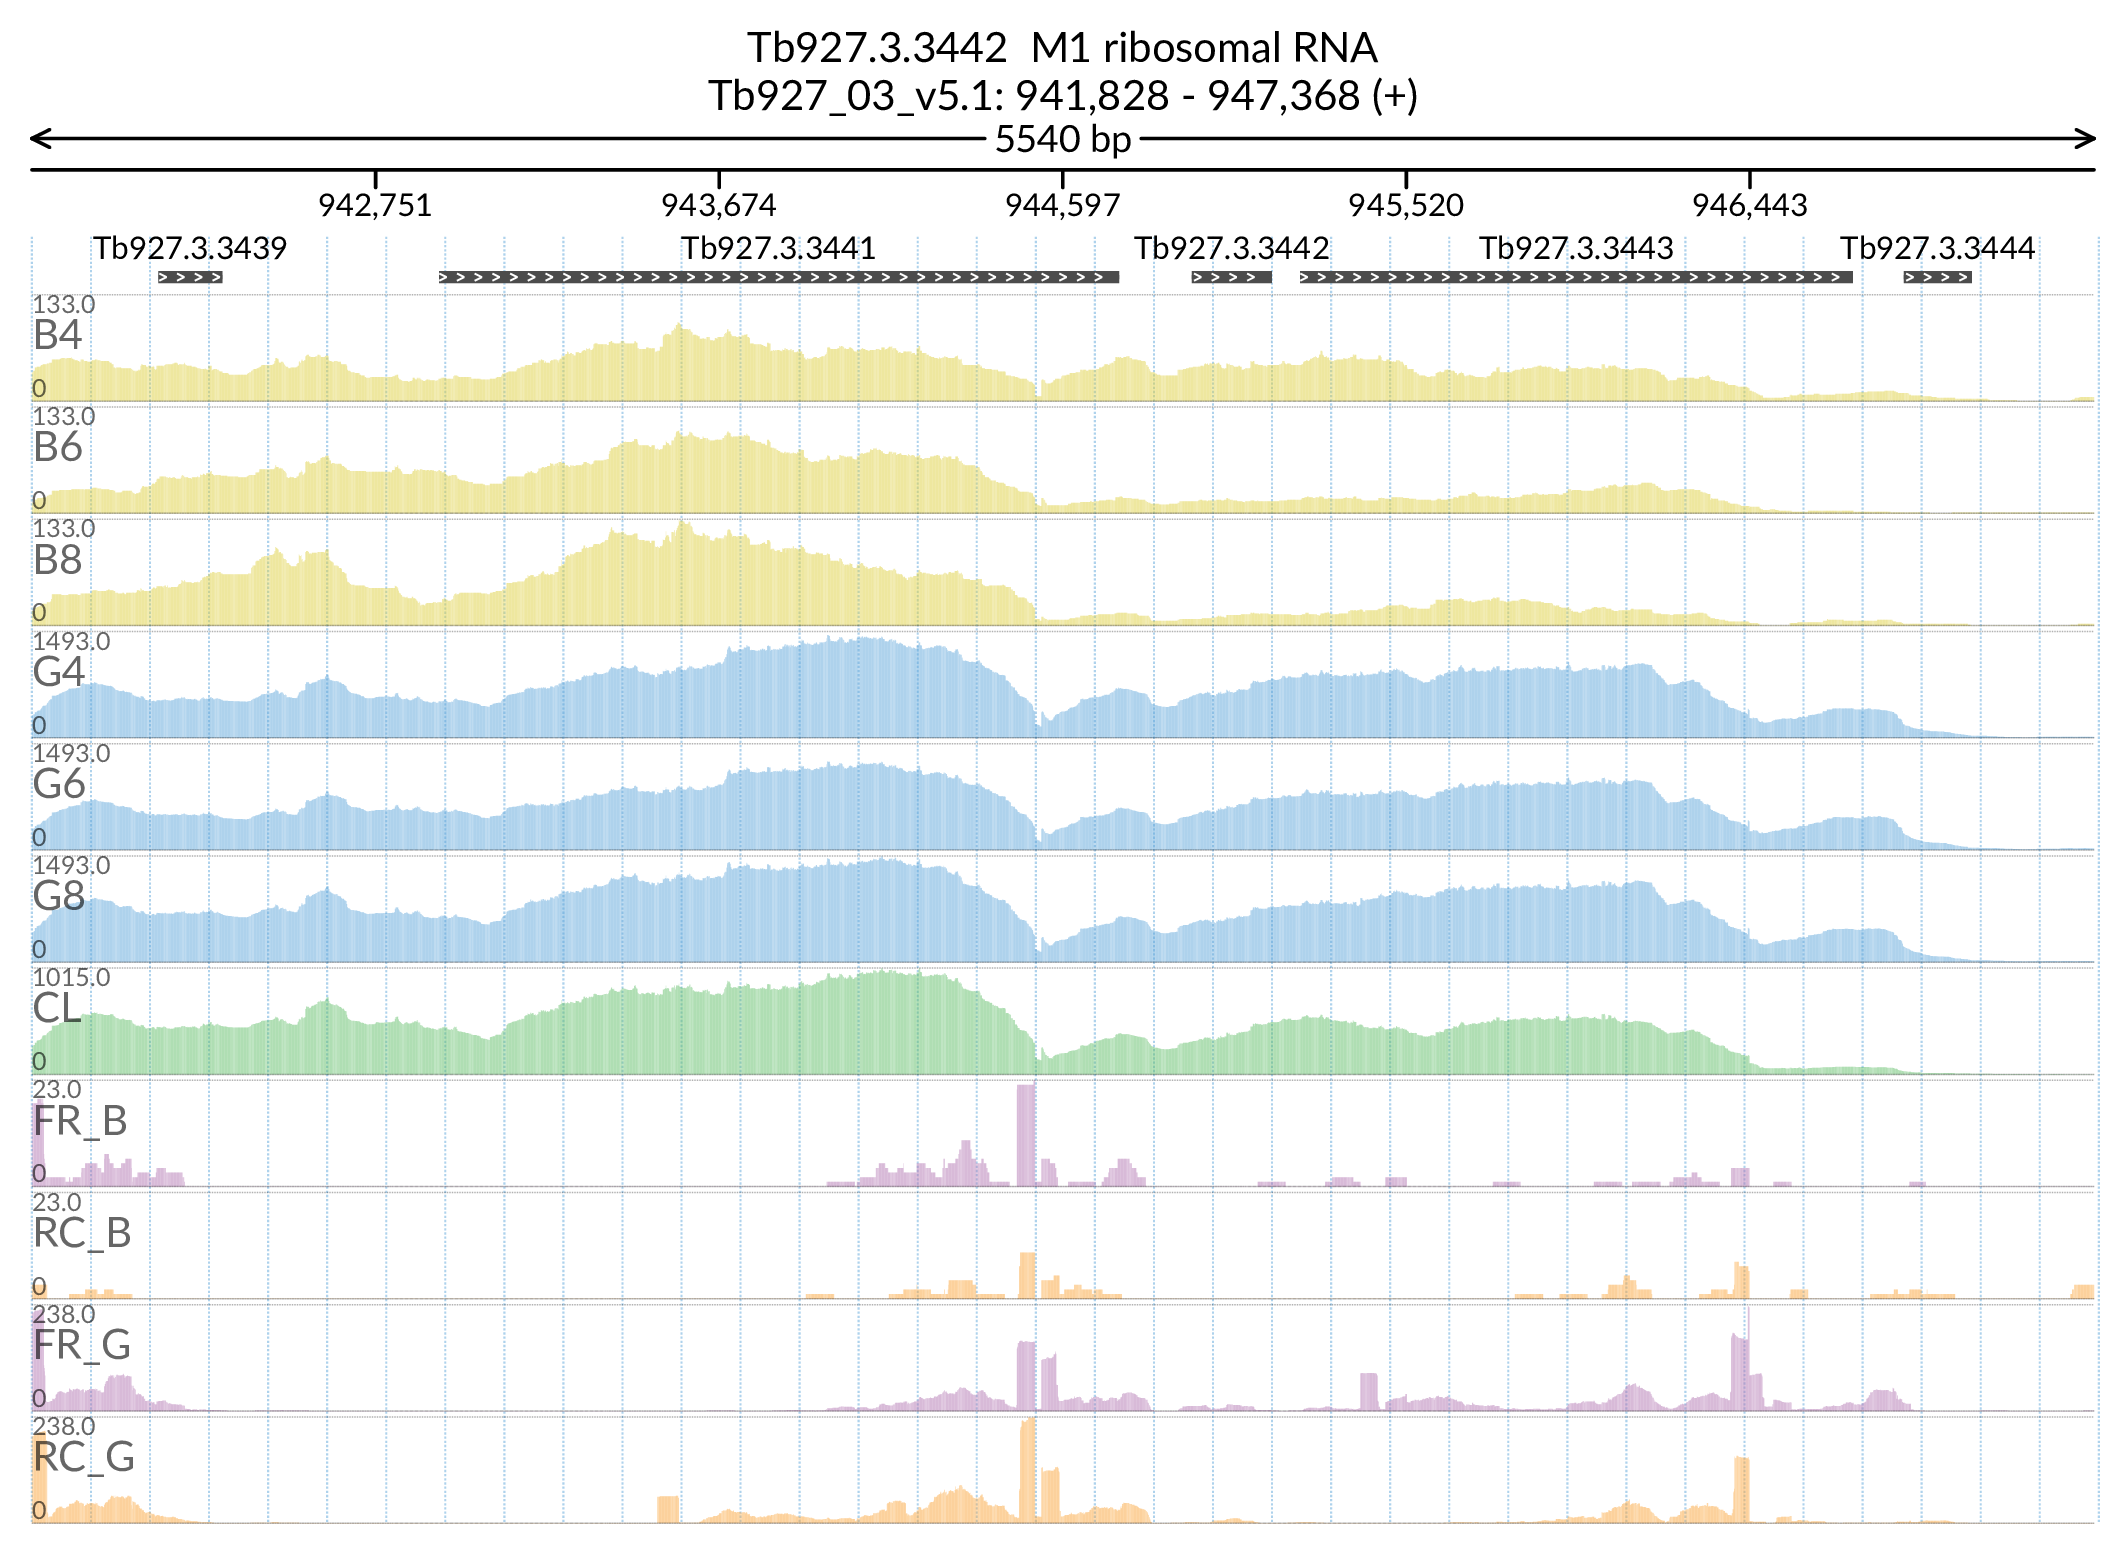 Tb927.3.3442  M1 ribosomal RNA
Tb927_03_v5.1: 941,828 - 947,368 (+)
5540 bp
942,751 943,674 944,597 945,520 946,443
Tb927.3.3439 Tb927.3.3441 Tb927.3.3442 Tb927.3.3443 Tb927.3.3444
133.0
B4
0
133.0
B6
0
133.0
B8
0
1493.0
G4
0
1493.0
G6
0
1493.0
G8
0
1015.0
CL
0
23.0
FR_B
0
23.0
RC_B
0
238.0
FR_G
0
238.0
RC_G
0